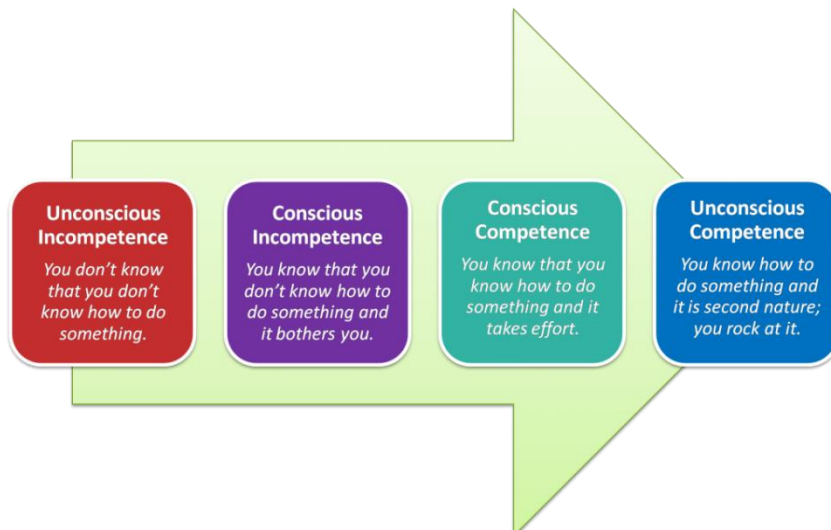 Unconscious
Incompetence
You don't know
that you don't
know how to do
something.
Conscious
Incompetence
You know that you
don't know how to
do something and
it bothers you.
Conscious
Competence
You know that you
know how to do
something and it
takes effort.
Unconscious
Competence
You know how to
do something and
it is second nature;
you rock at it.